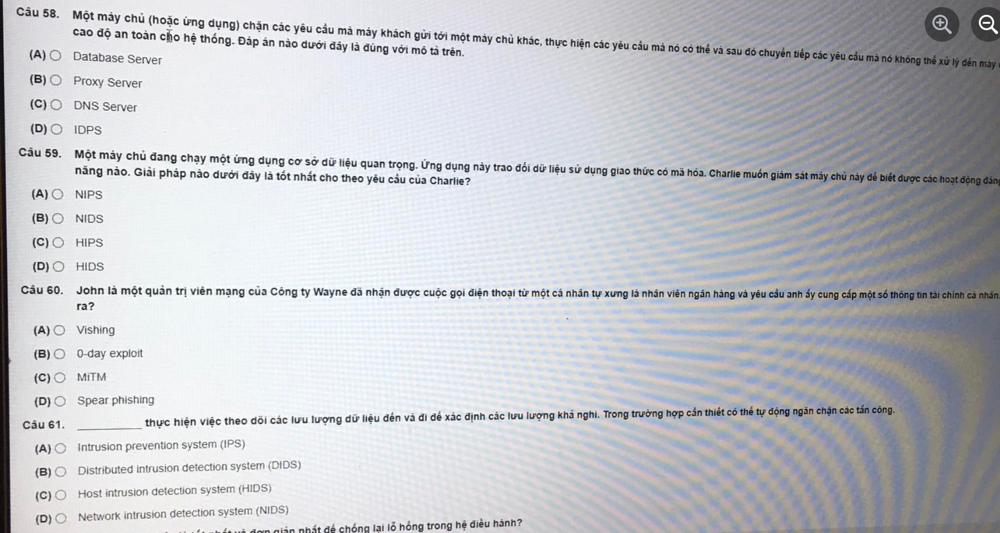 Câu 58. Một máy chủ (hoặc ứng dụng) chặn các yêu cầu mà máy khách gửi tới một máy chủ khác, thực hiện các yêu cầu mà nó có thể và sau đó chuyển tiếp các yêu cầu mà nó không thể xử lý đến máy
cao độ an toàn cho hệ thống. Đáp án nào dưới đây là đúng với mô tả trên.
(A) Database Server
(B) Proxy Server
(C) DNS Server
(D) IDPS
Câu 59. Một máy chủ đang chạy một ứng dụng cơ sở dữ liệu quan trọng. Ứng dụng này trao đổi dữ liệu sử dụng giao thức có mã hóa. Charlie muốn giám sát máy chủ này để biết được các hoạt động đáng
năng nào. Giải pháp nào dưới đây là tốt nhất cho theo yêu cầu của Charlie?
(A) NIPS
(B) NIDS
(C) HIPS
(D) HIDS
Câu 60. John là một quản trị viên mạng của Công ty Wayne đã nhận được cuộc gọi điện thoại từ một cá nhân tự xưng là nhân viên ngân hàng và yêu cầu anh ấy cung cấp một số thông tin tài chính cá nhân
ra?
(A) Vishing
(B) 0-day exploit
(C) MiTM
(D) Spear phishing
Câu 61. __________ thực hiện việc theo dõi các lưu lượng dữ liệu đến và đi để xác định các lưu lượng khả nghi. Trong trường hợp cần thiết có thể tự động ngăn chặn các tấn công.
(A) Intrusion prevention system (IPS)
(B) Distributed intrusion detection system (DIDS)
(C) Host intrusion detection system (HIDS)
(D) Network intrusion detection system (NIDS)
đơn giản nhất để chống lại lỗ hổng trong hệ điều hành?